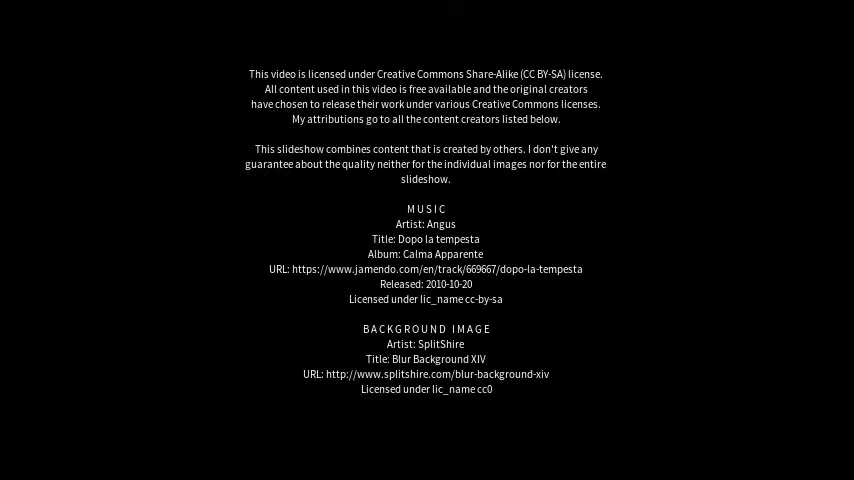 This video is licensed under Creative Commons Share-Alike (CC BY-SA) license.
All content used in this video is free available and the original creators
have chosen to release their work under various Creative Commons licenses.
My attributions go to all the content creators listed below.
This slideshow combines content that is created by others. I don't give any
guarantee about the quality neither for the individual images nor for the entire
slideshow.
MUSIC
Artist: Angus
Title: Dopo la tempesta
Album: Calma Apparente
URL: https://www.jamendo.com/en/track/669667/dopo-la-tempesta
Released: 2010-10-20
Licensed under lic_name cc-by-sa
BACKGROUND IMAGE
Artist: SplitShire
Title: Blur Background XIV
URL: http://www.splitshire.com/blur-background-xiv
Licensed under lic_name cc0